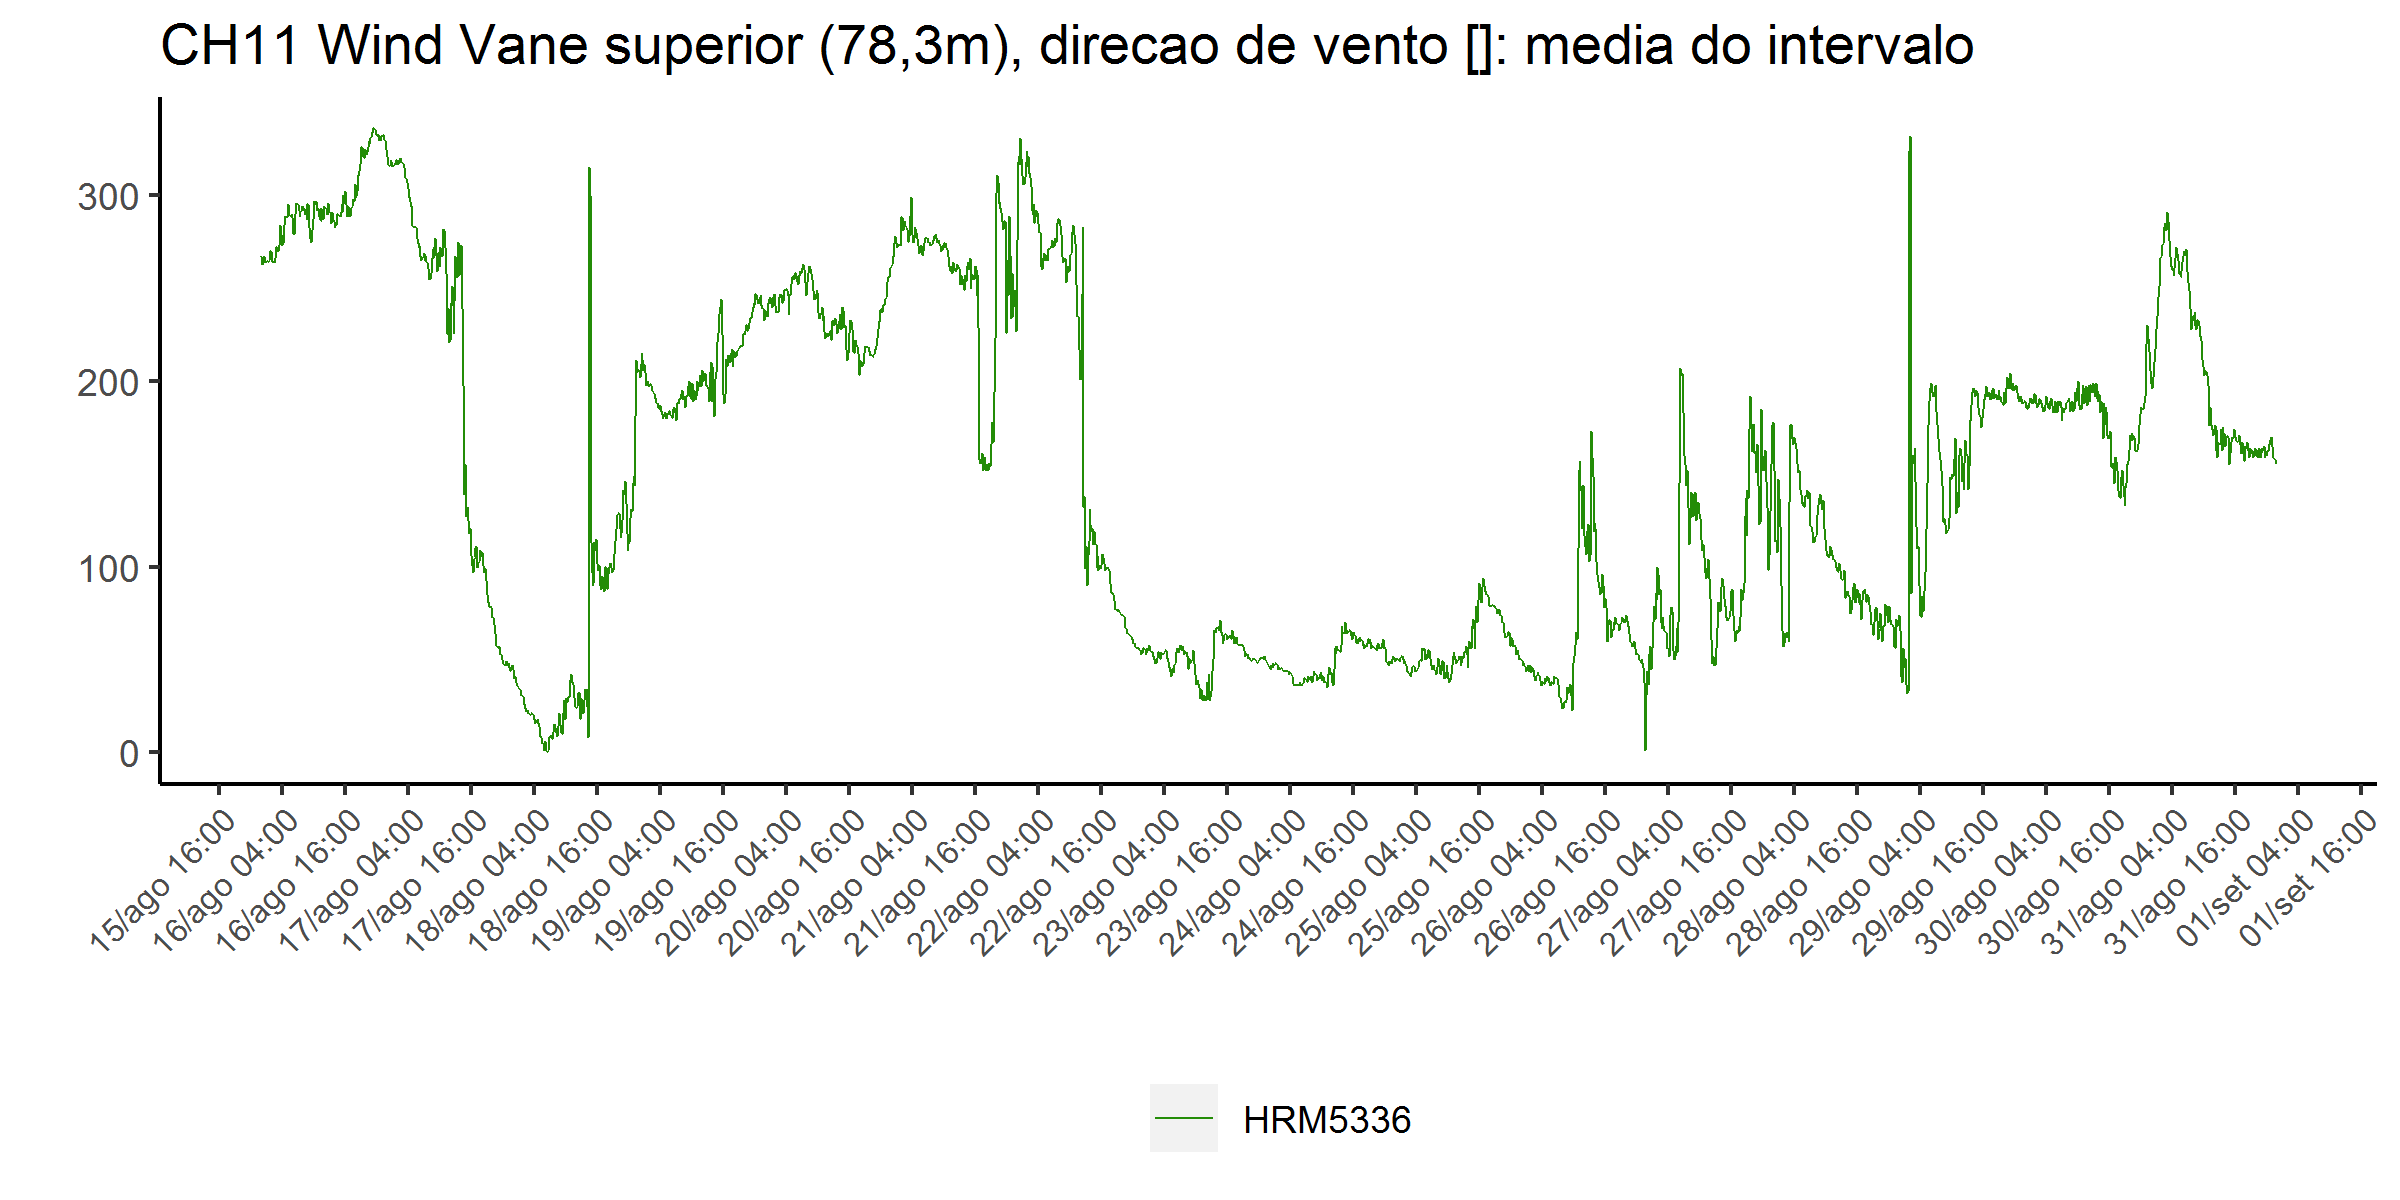 CH11 Wind Vane superior (78,3m), direcao de vento []: media do intervalo
300
200
100
0
15/ago 16:00
16/ago 04:00
16/ago 16:00
17/ago 04:00
17/ago 16:00
18/ago 04:00
18/ago 16:00
19/ago 04:00
19/ago 16:00
20/ago 04:00
20/ago 16:00
21/ago 04:00
21/ago 16:00
22/ago 04:00
22/ago 16:00
23/ago 04:00
23/ago 16:00
24/ago 04:00
24/ago 16:00
25/ago 04:00
25/ago 16:00
26/ago 04:00
26/ago 16:00
27/ago 04:00
27/ago 16:00
28/ago 04:00
28/ago 16:00
29/ago 04:00
29/ago 16:00
30/ago 04:00
30/ago 16:00
31/ago 04:00
31/ago 16:00
01/set 04:00
01/set 16:00
HRM5336